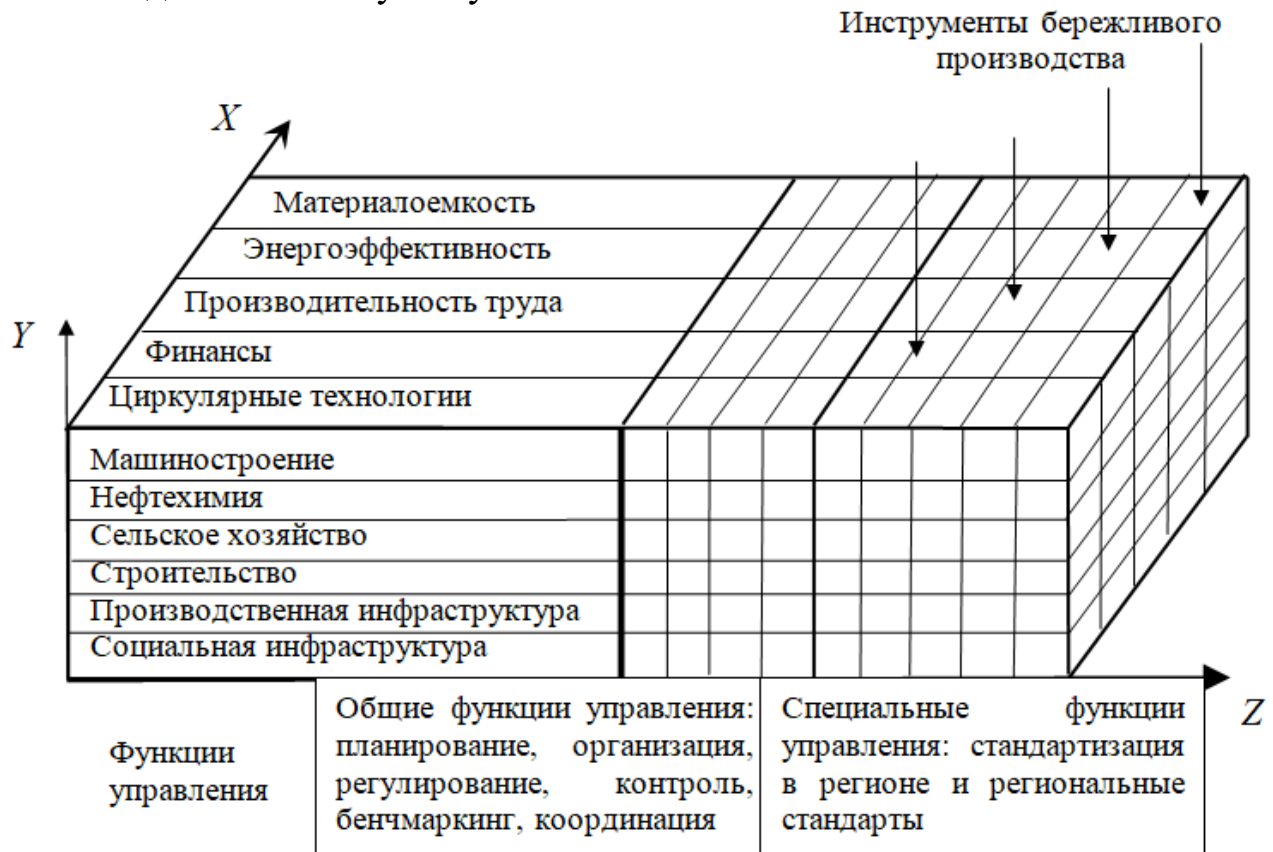 Инструменты бережливого
производства
X
Материалоемкость
Энергоэффективность
Производительность труда
Y
Финансы
Циркулярные технологии
Машиностроение
Нефтехимия
Сельское хозяйство
Строительство
Производственная инфраструктура
Социальная инфраструктура
Z
Функции
управления
Общие функции управления:
планирование, организация,
регулирование, контроль,
бенчмаркинг, координация
Специальные функции
управления: стандартизация
в регионе и региональные
стандарты